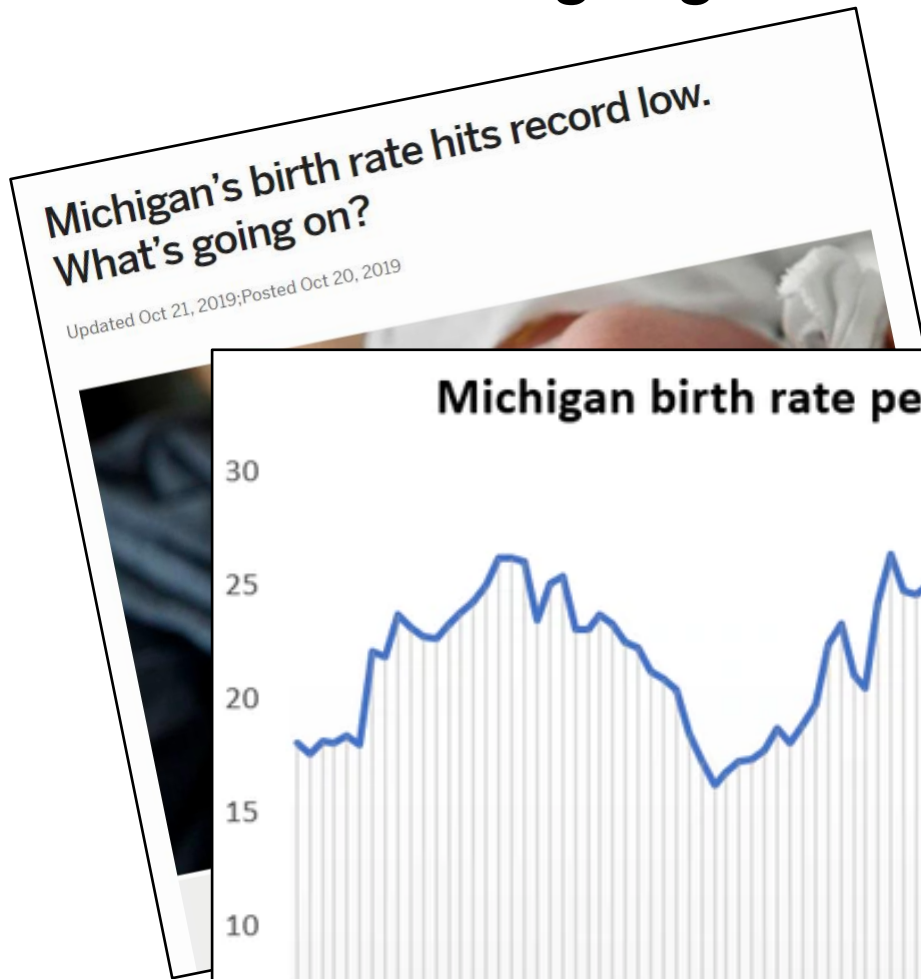 Michigan's birth rate hits record low.
What's going on?
Updated Oct 21, 2019;Posted Oct 20, 2019
Michigan birth rate pe
30
25
20
15
10